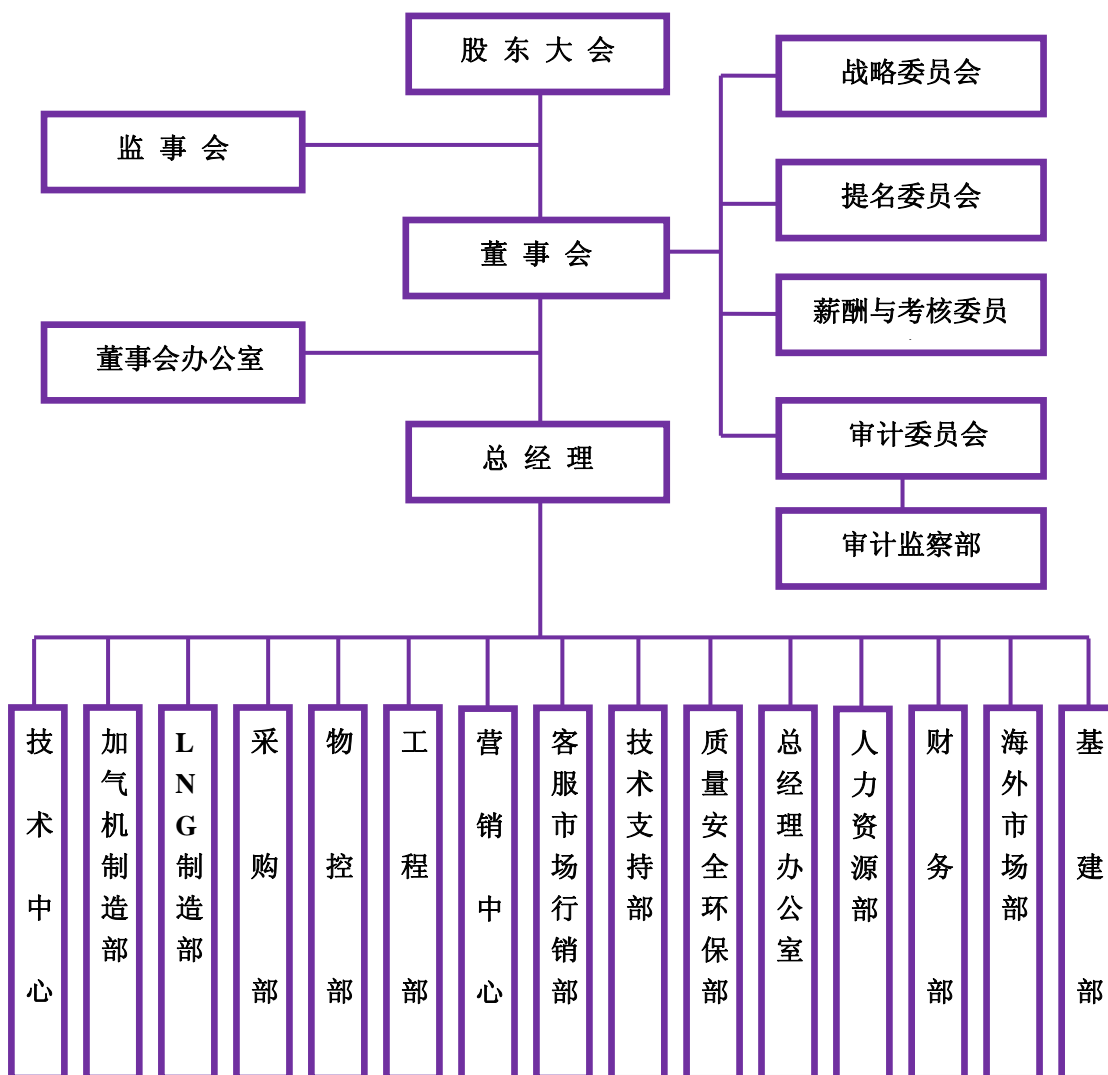 股 东 大 会
战略委员会
监 事 会
提名委员会
董 事 会
薪酬与考核委员
董事会办公室
审计委员会
总 经 理
审计监察部
技术中心
加气机制造部
LNG制造部
采购部
物控部
工程部
营销中心
客服市场行销部
技术支持部
质量安全环保部
总经理办公室
人力资源部
财务部
海外市场部
基建部